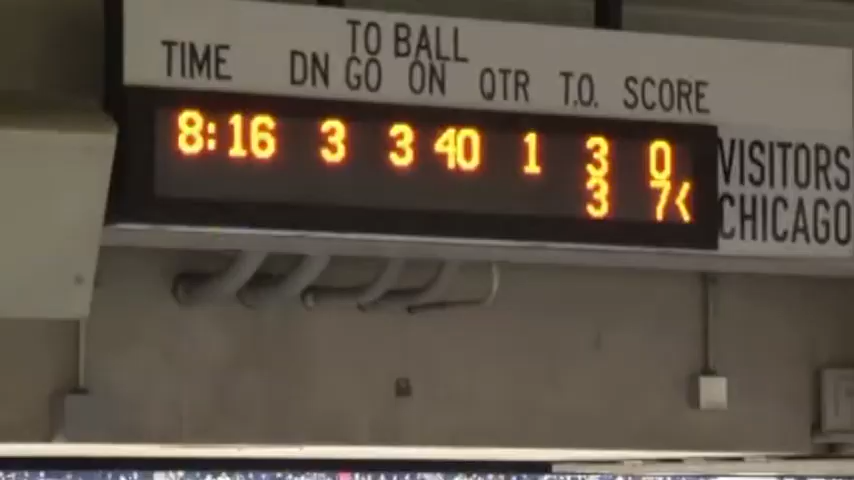 TIME DN TO GO BALL ON QTR T.O. SCORE
8:16 3 3 40 1 3 0 VISITORS
3 7< CHICAGO